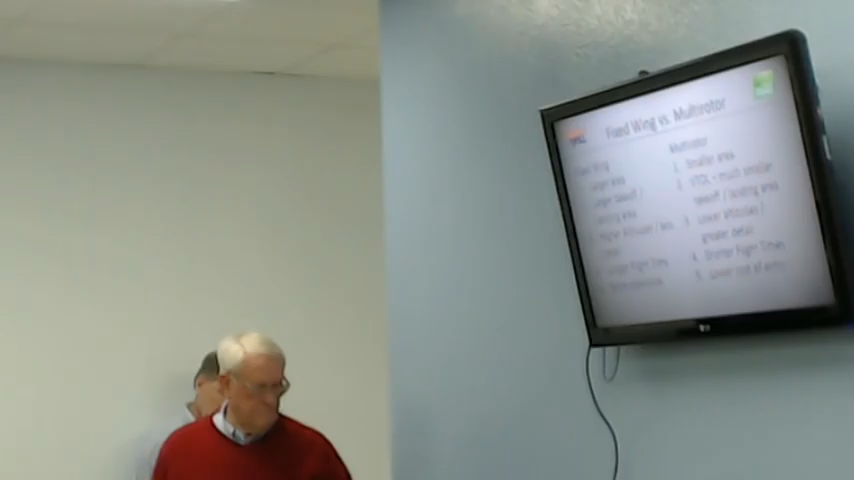 Fixed Wing vs. Multirotor
Fixed Wing
Larger area
Larger takeoff /
landing area
Higher Altitude / less
Longer Flight Times
Multirotor
1. Smaller area
2. VTOL - much smaller
takeoff / landing area
3. Lower altitudes /
greater detail
4. Shorter Flight Times
5. Lower cost of entry
LG